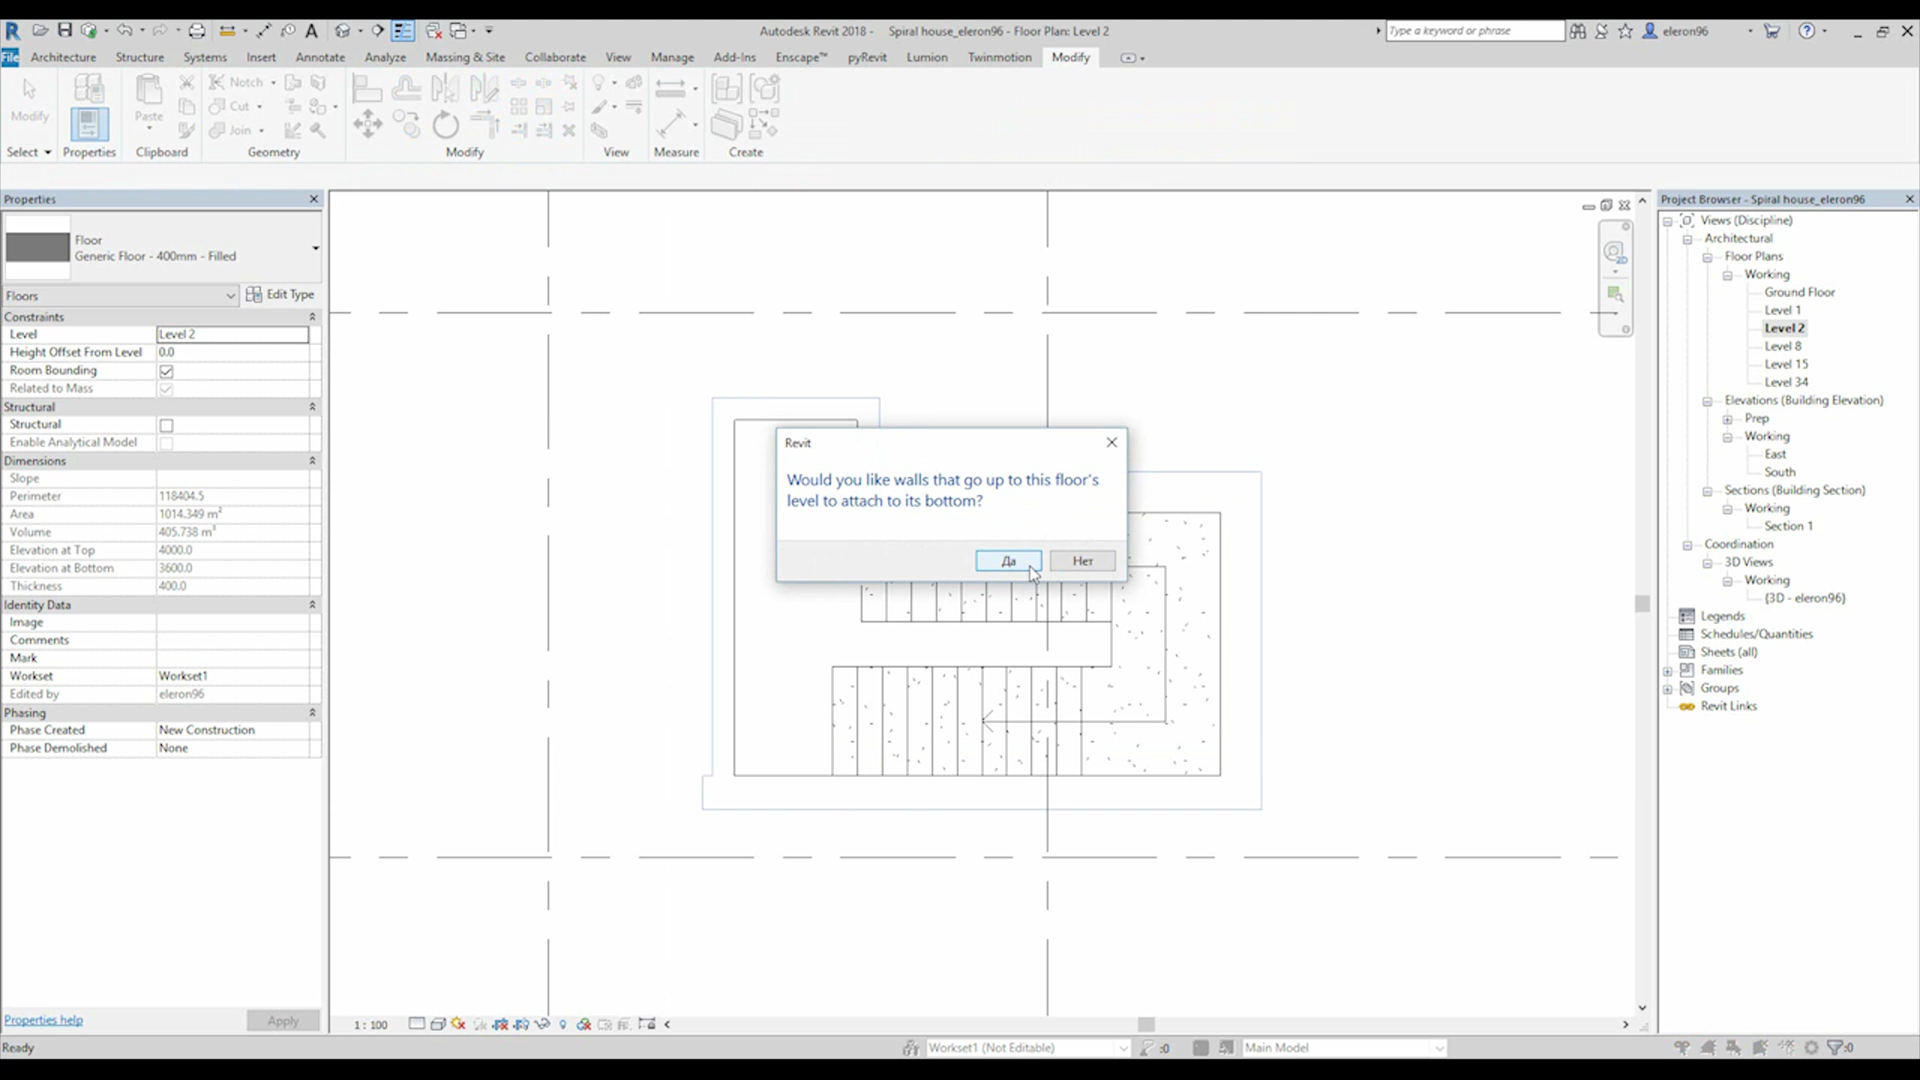 Autodesk Revit 2018 -     Spiral house_eleron96 - Floor Plan: Level 2
Type a keyword or phrase
eleron96
File
Architecture
Structure
Systems
Insert
Annotate
Analyze
Massing & Site
Collaborate
View
Manage
Add-Ins
Enscape™
pyRevit
Lumion
Twinmotion
Modify
Modify
Paste
Notch
Cut
Join
Select
Properties
Clipboard
Geometry
Modify
View
Measure
Create
Properties
Floor
Generic Floor - 400mm - Filled
Floors
Edit Type
Constraints
Level Level 2
Height Offset From Level 0.0
Room Bounding
Related to Mass
Structural
Structural
Enable Analytical Model
Dimensions
Slope
Perimeter 118404.5
Area 1014.349 m²
Volume 405.738 m³
Elevation at Top 4000.0
Elevation at Bottom 3600.0
Thickness 400.0
Identity Data
Image
Comments
Mark
Workset Workset1
Edited by eleron96
Phasing
Phase Created New Construction
Phase Demolished None
Properties help
Apply
Revit
Would you like walls that go up to this floor's
level to attach to its bottom?
Да
Нет
2D
Project Browser - Spiral house_eleron96
Views (Discipline)
Architectural
Floor Plans
Working
Ground Floor
Level 1
Level 2
Level 8
Level 15
Level 34
Elevations (Building Elevation)
Prep
Working
East
South
Sections (Building Section)
Working
Section 1
Coordination
3D Views
Working
{3D - eleron96}
Legends
Schedules/Quantities
Sheets (all)
Families
Groups
Revit Links
1 : 100
Ready
Workset1 (Not Editable)
:0
Main Model
:0